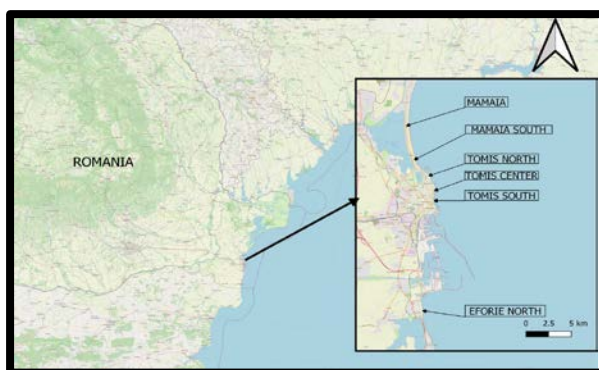 ROMANIA
MAMAIA
MAMAIA SOUTH
TOMIS NORTH
TOMIS CENTER
TOMIS SOUTH
EFORIE NORTH
0 2.5 5 km